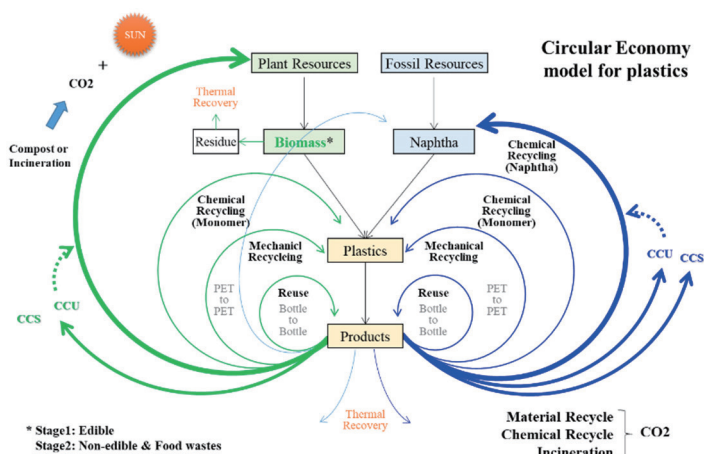 Circular Economy
model for plastics
SUN
+
CO2
Compost or
Incineration
Plant Resources
Fossil Resources
Thermal
Recovery
Residue
Biomass*
Naphtha
Chemical
Recycling
(Naphtha)
Chemical
Recycling
(Monomer)
Chemical
Recycling
(Monomer)
Mechanicl
Recycleing
Plastics
Mechanical
Recycling
CCU
CCS
PET
to
PET
Reuse
Bottle
to
Bottle
Reuse
Bottle
to
Bottle
PET
to
PET
CCU
CCS
Products
Thermal
Recovery
* Stage1: Edible
Stage2: Non-edible & Food wastes
Material Recycle
Chemical Recycle
Incineration
CO2